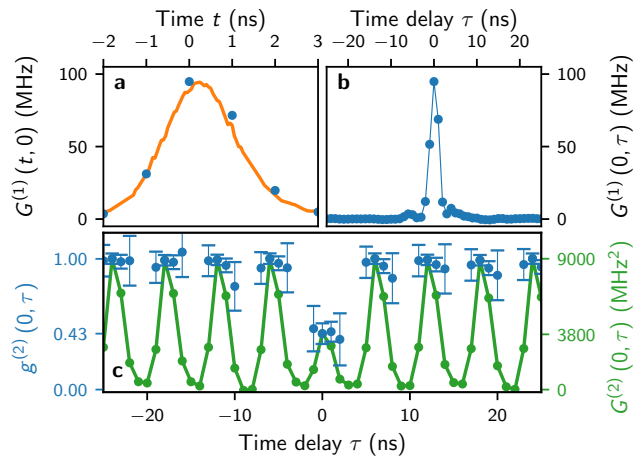 Time t (ns)
Time delay τ (ns)
−2 −1 0 1 2 3
−20 −10 0 10 20
a
b
100
50
0
G(1) (t, 0) (MHz)
100
50
0
G(1) (0, τ) (MHz)
1.00
0.43
0.00
g(2) (0, τ)
c
9000
3800
0
G(2) (0, τ) (MHz2)
−20 −10 0 10 20
Time delay τ (ns)